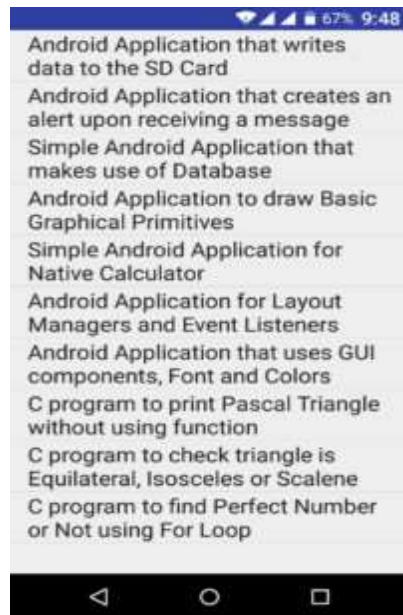 67% 9:48
Android Application that writes
data to the SD Card
Android Application that creates an
alert upon receiving a message
Simple Android Application that
makes use of Database
Android Application to draw Basic
Graphical Primitives
Simple Android Application for
Native Calculator
Android Application for Layout
Managers and Event Listeners
Android Application that uses GUI
components, Font and Colors
C program to print Pascal Triangle
without using function
C program to check triangle is
Equilateral, Isosceles or Scalene
C program to find Perfect Number
or Not using For Loop